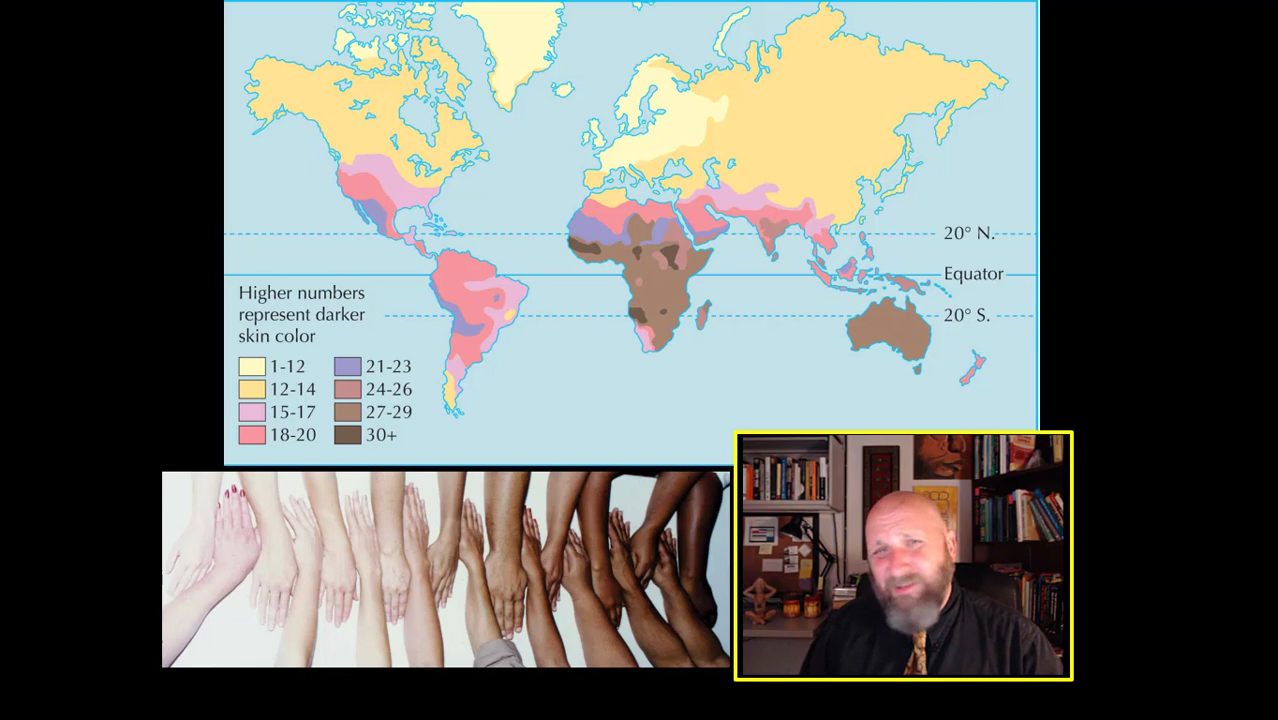 20° N.
Equator
20° S.
Higher numbers
represent darker
skin color
1-12
12-14
15-17
18-20
21-23
24-26
27-29
30+